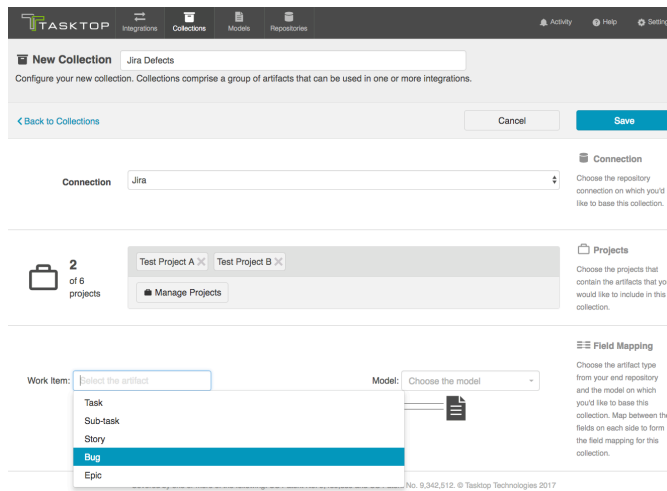 TASKTOP
Integrations Collections Models Repositories Activity Help
New Collection Jira Defects
Configure your new collection. Collections comprise a group of artifacts that can be used in one or more integrations.
Back to Collections Cancel Save
Connection
Connection Jira
Choose the repository
connection on which you'd
like to base this collection.
Projects
2
of 6
projects
Test Project A Test Project B
Manage Projects
Choose the projects that
contain the artifacts that
would like to include in this
collection.
Field Mapping
Choose the artifact type
from your end repository
and the model on which
you'd like to base this
collection. Map between the
fields on each side to form
the field mapping for this
collection.
Work Item: Select the artifact Model: Choose the model
Task
Sub-task
Story
Bug
Epic
No. 9,342,512. © Tasktop Technologies 2017